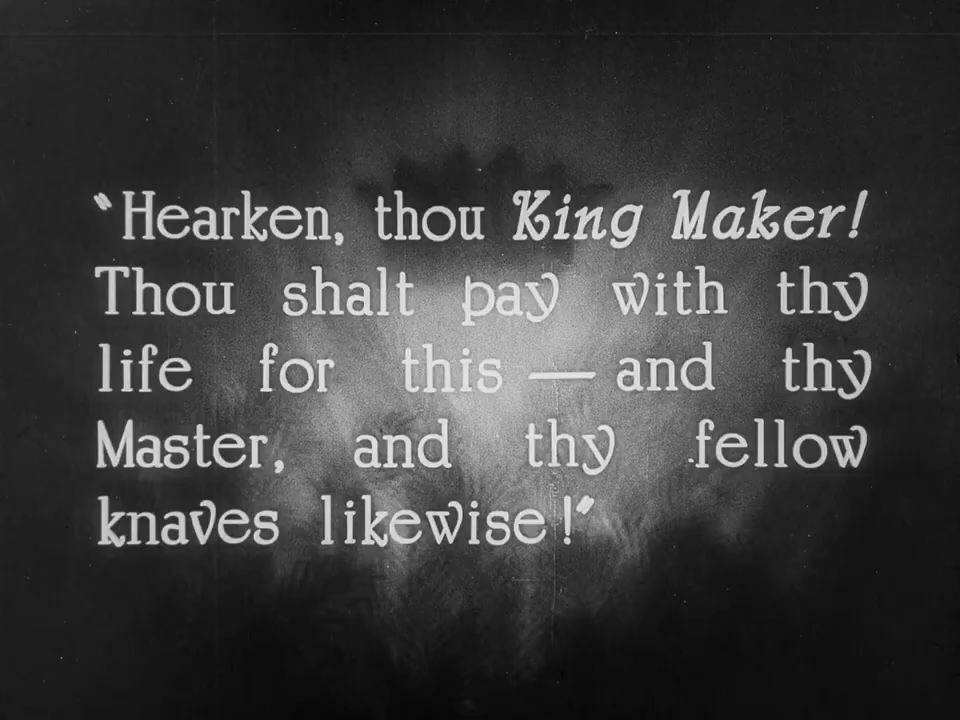 “Hearken, thou King Maker!
Thou shalt pay with thy
life for this — and thy
Master, and thy fellow
knaves likewise!”